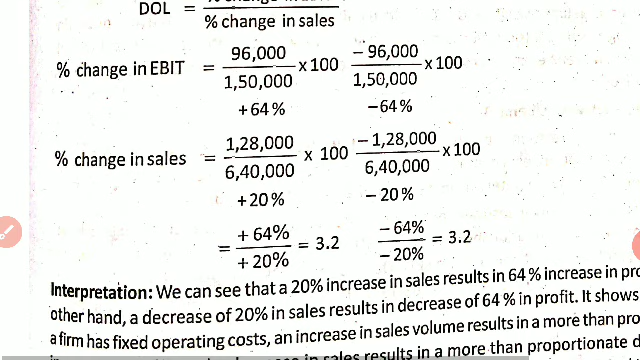 DOL =
% change in sales
% change in EBIT = 96,000 / 1,50,000 x 100 − 96,000 / 1,50,000 x 100
+ 64 % − 64 %
% change in sales = 1,28,000 / 6,40,000 x 100 − 1,28,000 / 6,40,000 x 100
+ 20 % − 20 %
= + 64% / + 20% = 3.2 − 64% / − 20% = 3.2
Interpretation: We can see that a 20% increase in sales results in 64 % increase in
other hand, a decrease of 20% in sales results in decrease of 64 % in profit. It shows
a firm has fixed operating costs, an increase in sales volume results in a more than
in sales results in a more than proportionate